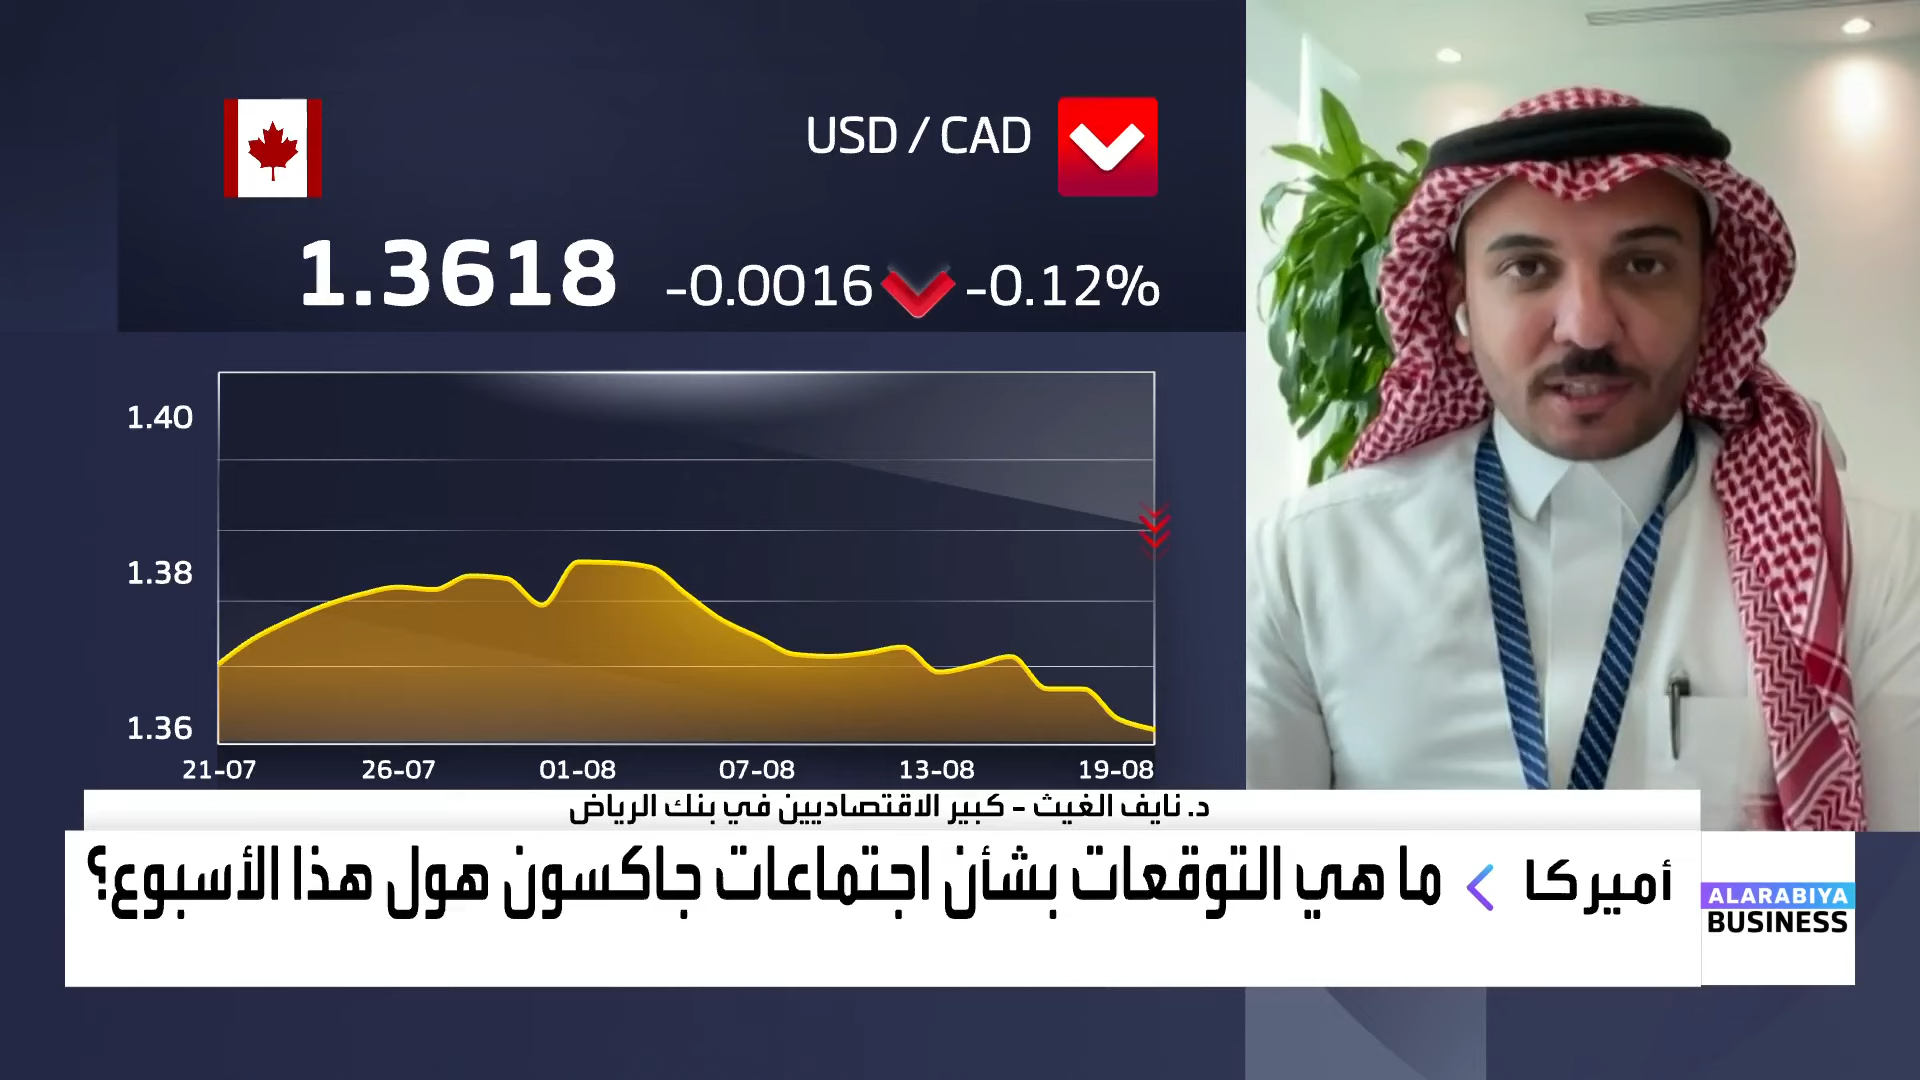 USD / CAD
1.3618 -0.0016 -0.12%
1.40
1.38
1.36
21-07 26-07 01-08 07-08 13-08 19-08
د. نايف الغيث - كبير الاقتصاديين في بنك الرياض
أميركا ما هي التوقعات بشأن اجتماعات جاكسون هول هذا الأسبوع؟
ALARABIYA
BUSINESS